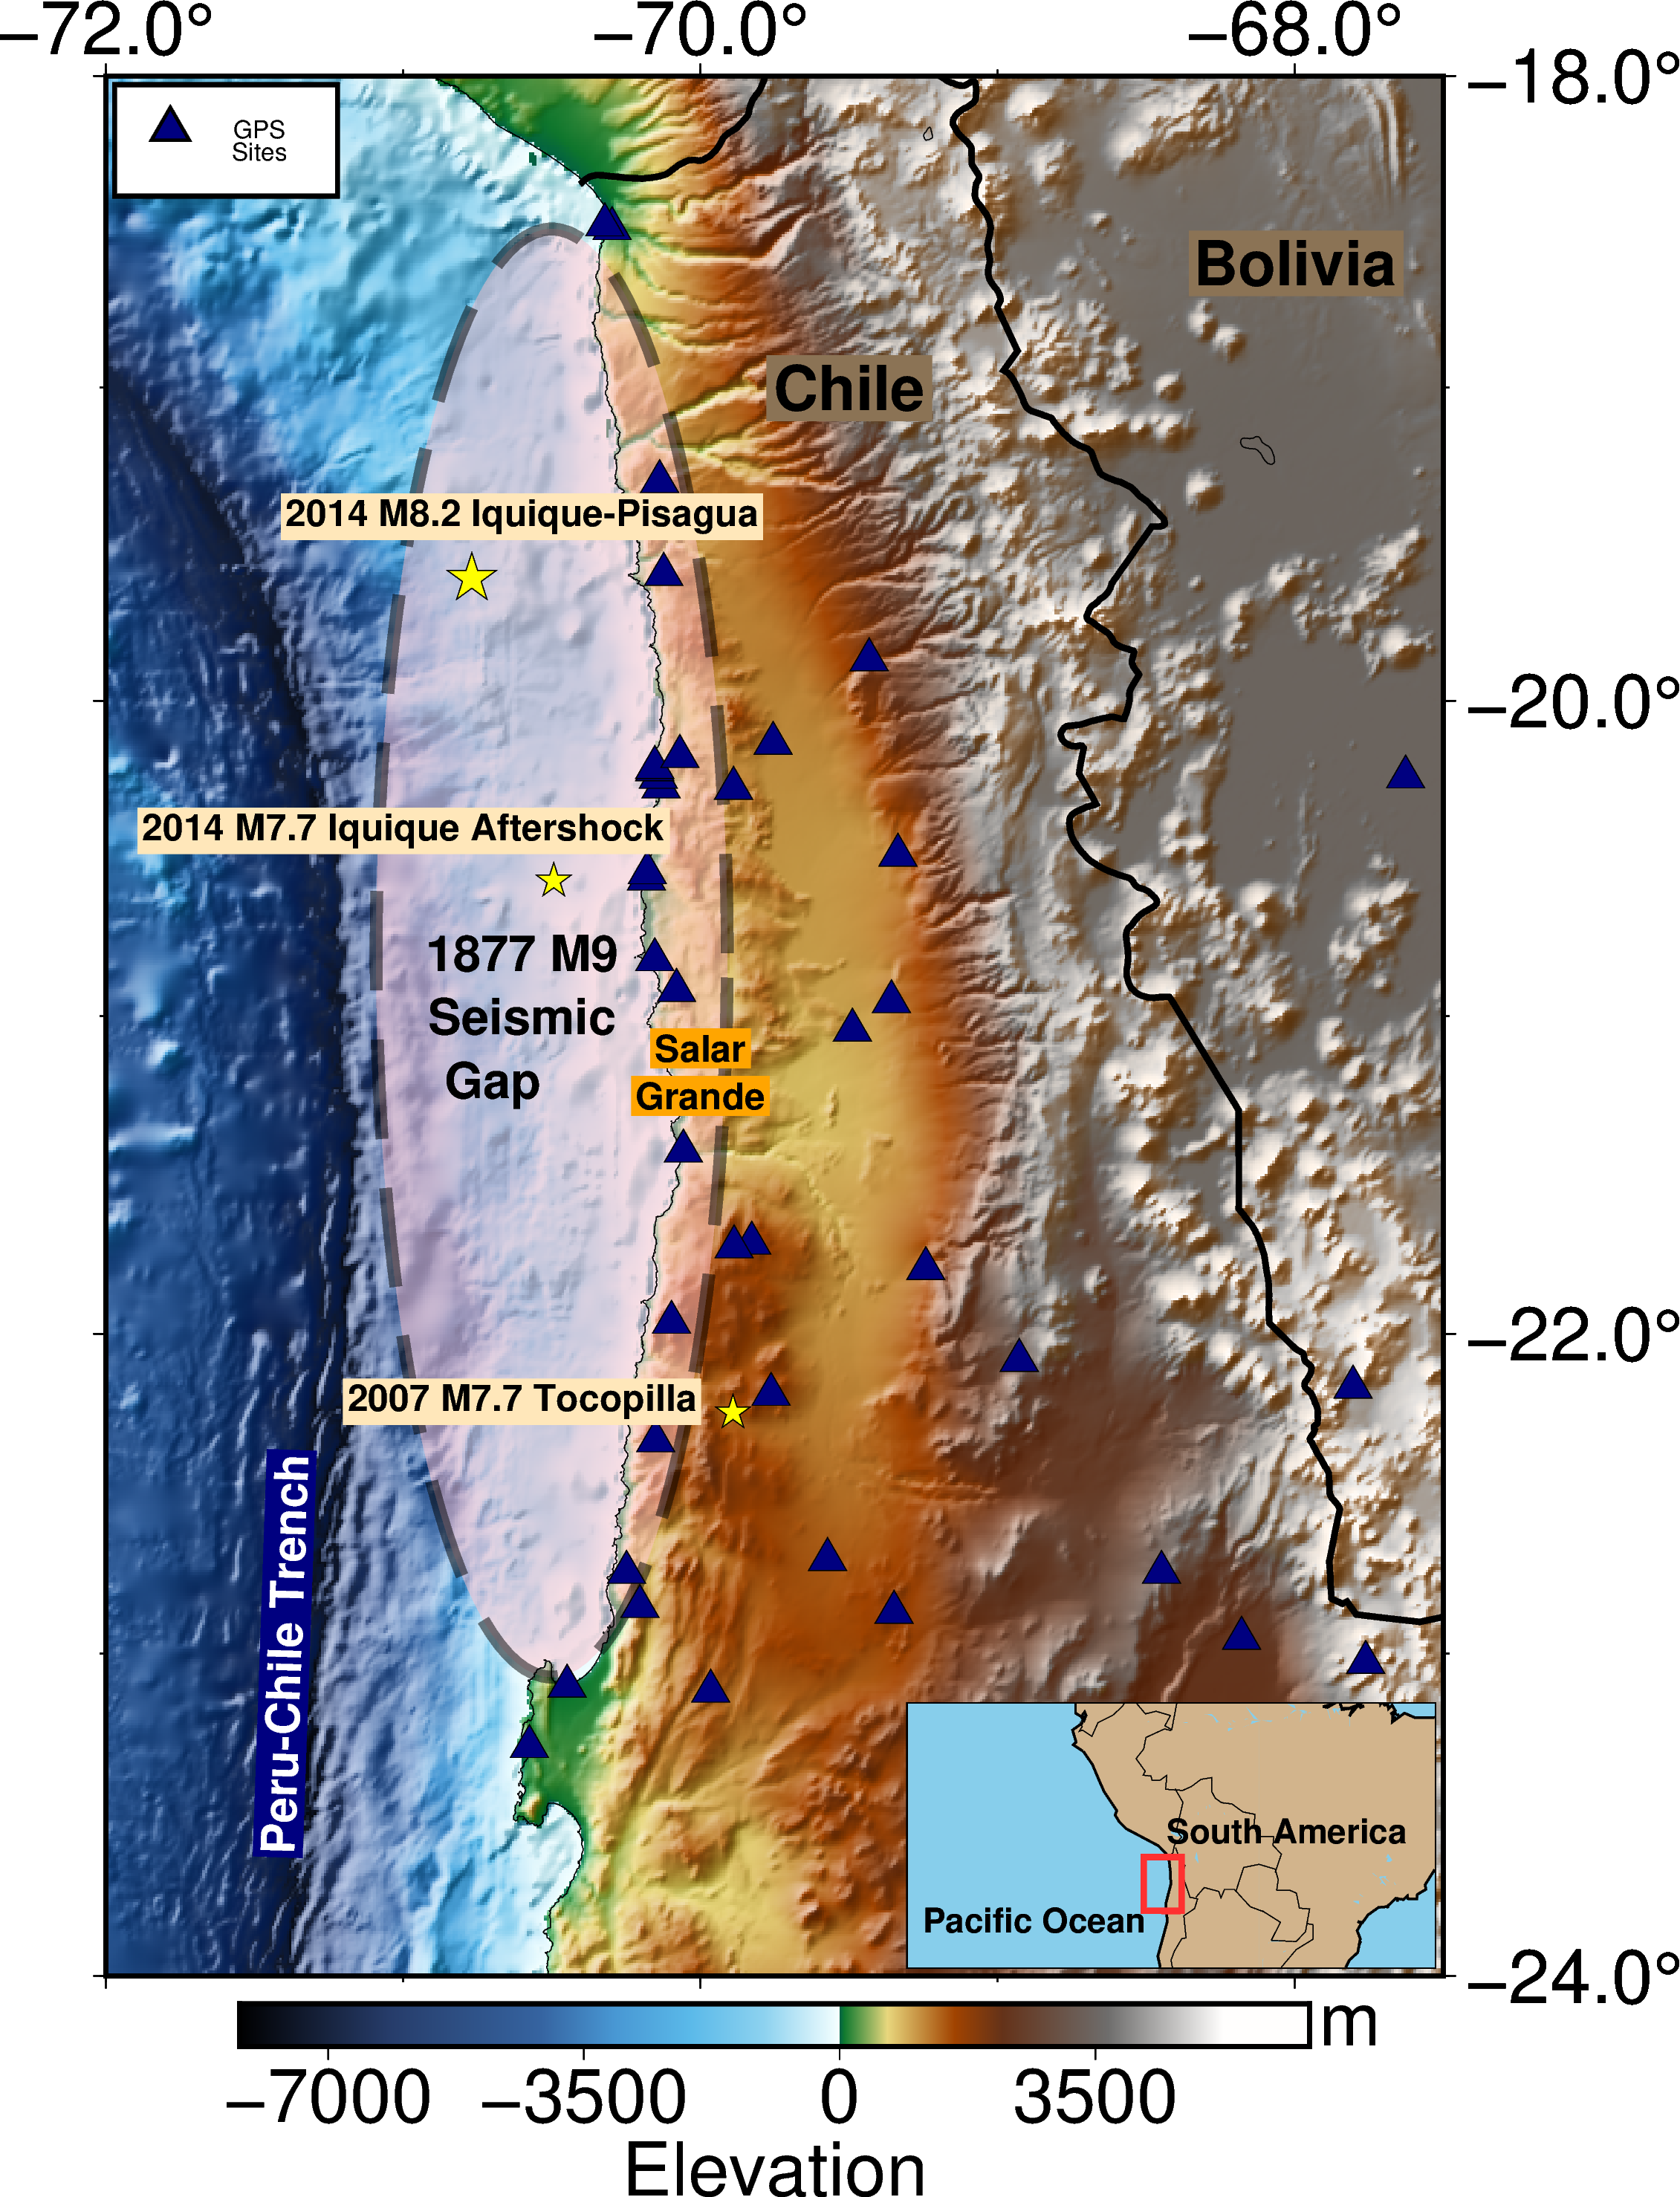 −72.0°
−70.0°
−68.0°
−18.0°
GPS
Sites
Bolivia
Chile
2014 M8.2 Iquique-Pisagua
−20.0°
2014 M7.7 Iquique Aftershock
1877 M9
Seismic
Gap
Salar
Grande
−22.0°
2007 M7.7 Tocopilla
Peru-Chile Trench
South America
Pacific Ocean
−24.0°
m
−7000
−3500
0
3500
Elevation